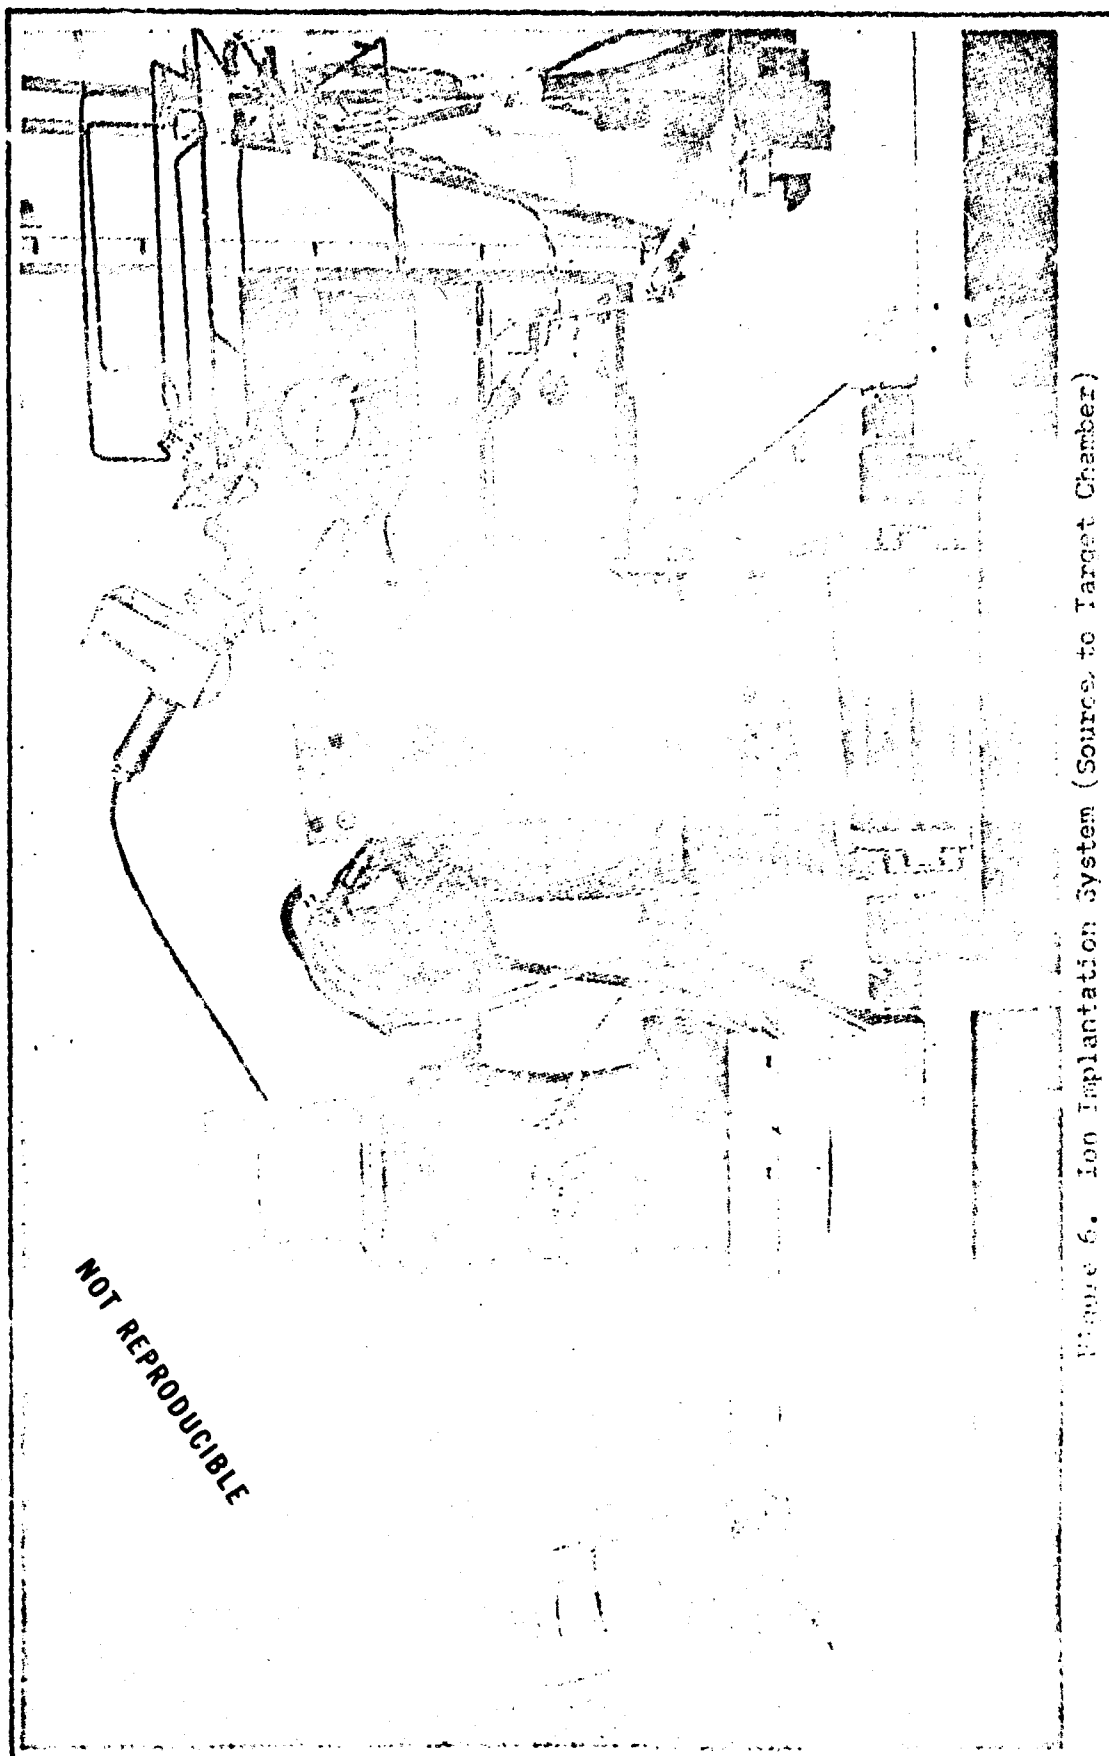 NOT REPRODUCIBLE
Figure 6. Ion Implantation System (Source to Target Chamber)